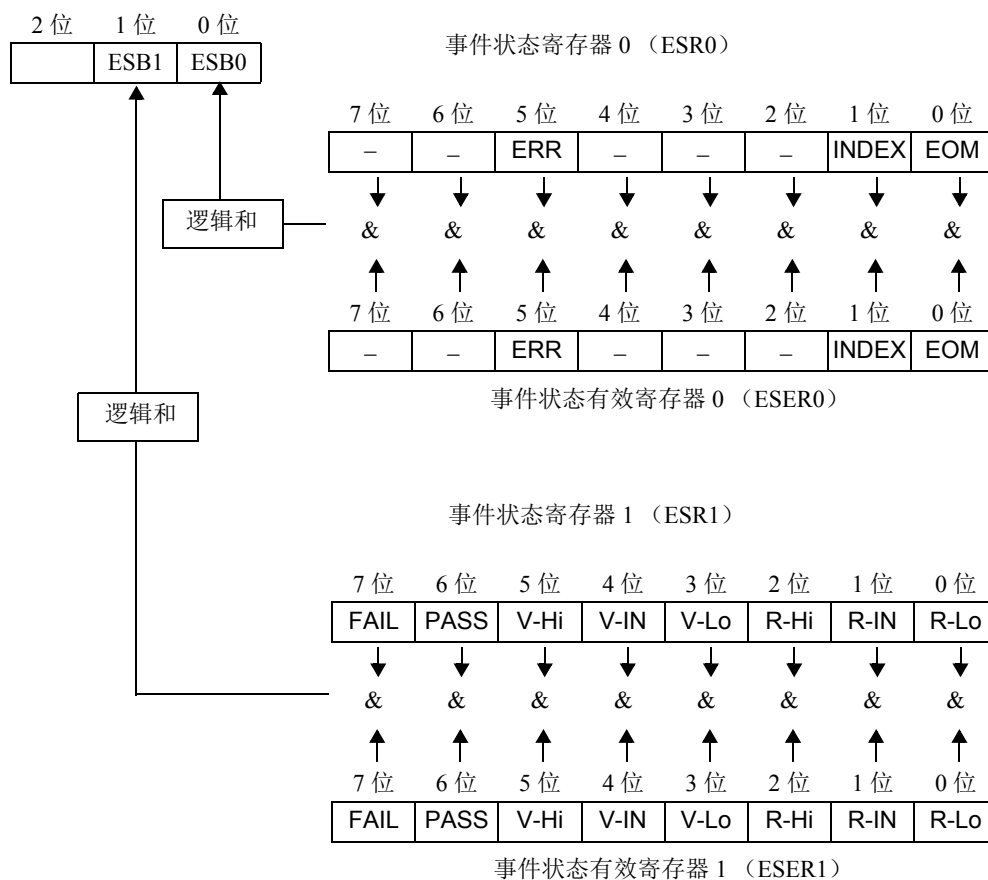 2 位 1 位 0 位
ESB1 ESB0
事件状态寄存器 0 （ESR0）
7 位 6 位 5 位 4 位 3 位 2 位 1 位 0 位
– – ERR – – – INDEX EOM
逻辑和
& & & & & & & &
7 位 6 位 5 位 4 位 3 位 2 位 1 位 0 位
– – ERR – – – INDEX EOM
事件状态有效寄存器 0 （ESER0）
逻辑和
事件状态寄存器 1 （ESR1）
7 位 6 位 5 位 4 位 3 位 2 位 1 位 0 位
FAIL PASS V-Hi V-IN V-Lo R-Hi R-IN R-Lo
& & & & & & & &
7 位 6 位 5 位 4 位 3 位 2 位 1 位 0 位
FAIL PASS V-Hi V-IN V-Lo R-Hi R-IN R-Lo
事件状态有效寄存器 1 （ESER1）